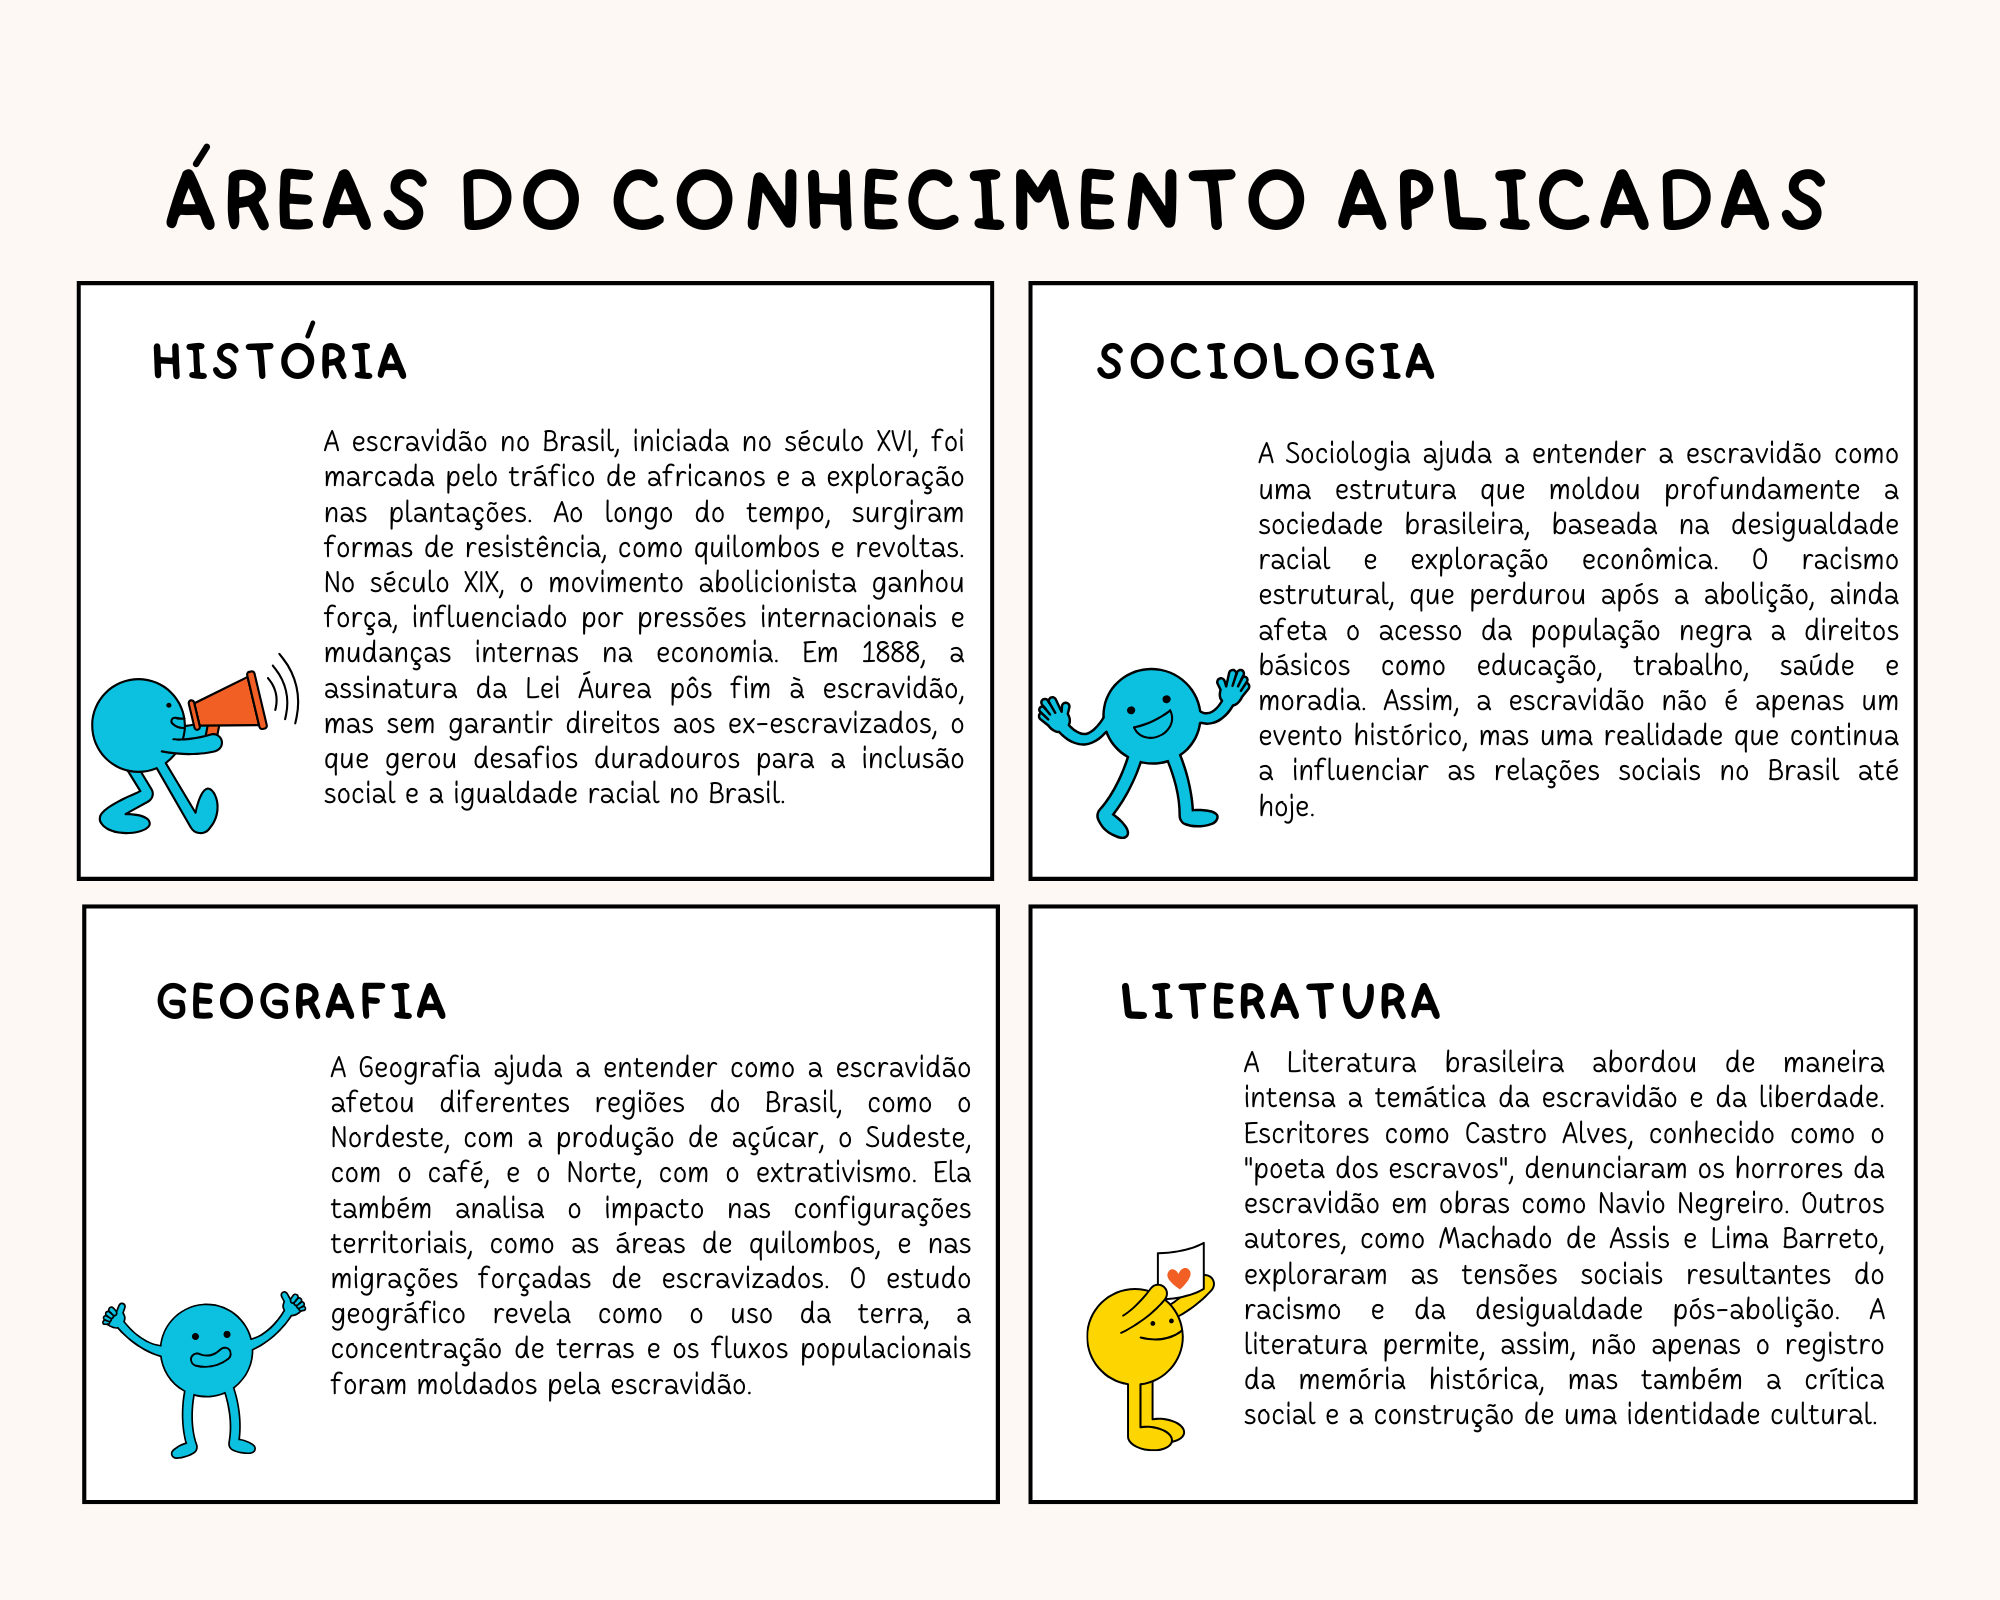 ÁREAS DO CONHECIMENTO APLICADAS
HISTÓRIA
A escravidão no Brasil, iniciada no século XVI, foi
marcada pelo tráfico de africanos e a exploração
nas plantações. Ao longo do tempo, surgiram
formas de resistência, como quilombos e revoltas.
No século XIX, o movimento abolicionista ganhou
força, influenciado por pressões internacionais e
mudanças internas na economia. Em 1888, a
assinatura da Lei Áurea pôs fim à escravidão,
mas sem garantir direitos aos ex-escravizados, o
que gerou desafios duradouros para a inclusão
social e a igualdade racial no Brasil.
SOCIOLOGIA
A Sociologia ajuda a entender a escravidão como
uma estrutura que moldou profundamente a
sociedade brasileira, baseada na desigualdade
racial e exploração econômica. O racismo
estrutural, que perdurou após a abolição, ainda
afeta o acesso da população negra a direitos
básicos como educação, trabalho, saúde e
moradia. Assim, a escravidão não é apenas um
evento histórico, mas uma realidade que continua
a influenciar as relações sociais no Brasil até
hoje.
GEOGRAFIA
A Geografia ajuda a entender como a escravidão
afetou diferentes regiões do Brasil, como o
Nordeste, com a produção de açúcar, o Sudeste,
com o café, e o Norte, com o extrativismo. Ela
também analisa o impacto nas configurações
territoriais, como as áreas de quilombos, e nas
migrações forçadas de escravizados. O estudo
geográfico revela como o uso da terra, a
concentração de terras e os fluxos populacionais
foram moldados pela escravidão.
LITERATURA
A Literatura brasileira abordou de maneira
intensa a temática da escravidão e da liberdade.
Escritores como Castro Alves, conhecido como o
"poeta dos escravos", denunciaram os horrores da
escravidão em obras como Navio Negreiro. Outros
autores, como Machado de Assis e Lima Barreto,
exploraram as tensões sociais resultantes do
racismo e da desigualdade pós-abolição. A
literatura permite, assim, não apenas o registro
da memória histórica, mas também a crítica
social e a construção de uma identidade cultural.